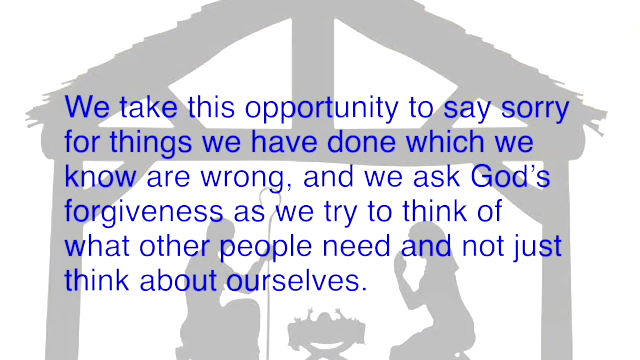 We take this opportunity to say sorry
for things we have done which we
know are wrong, and we ask God's
forgiveness as we try to think of
what other people need and not just
think about ourselves.